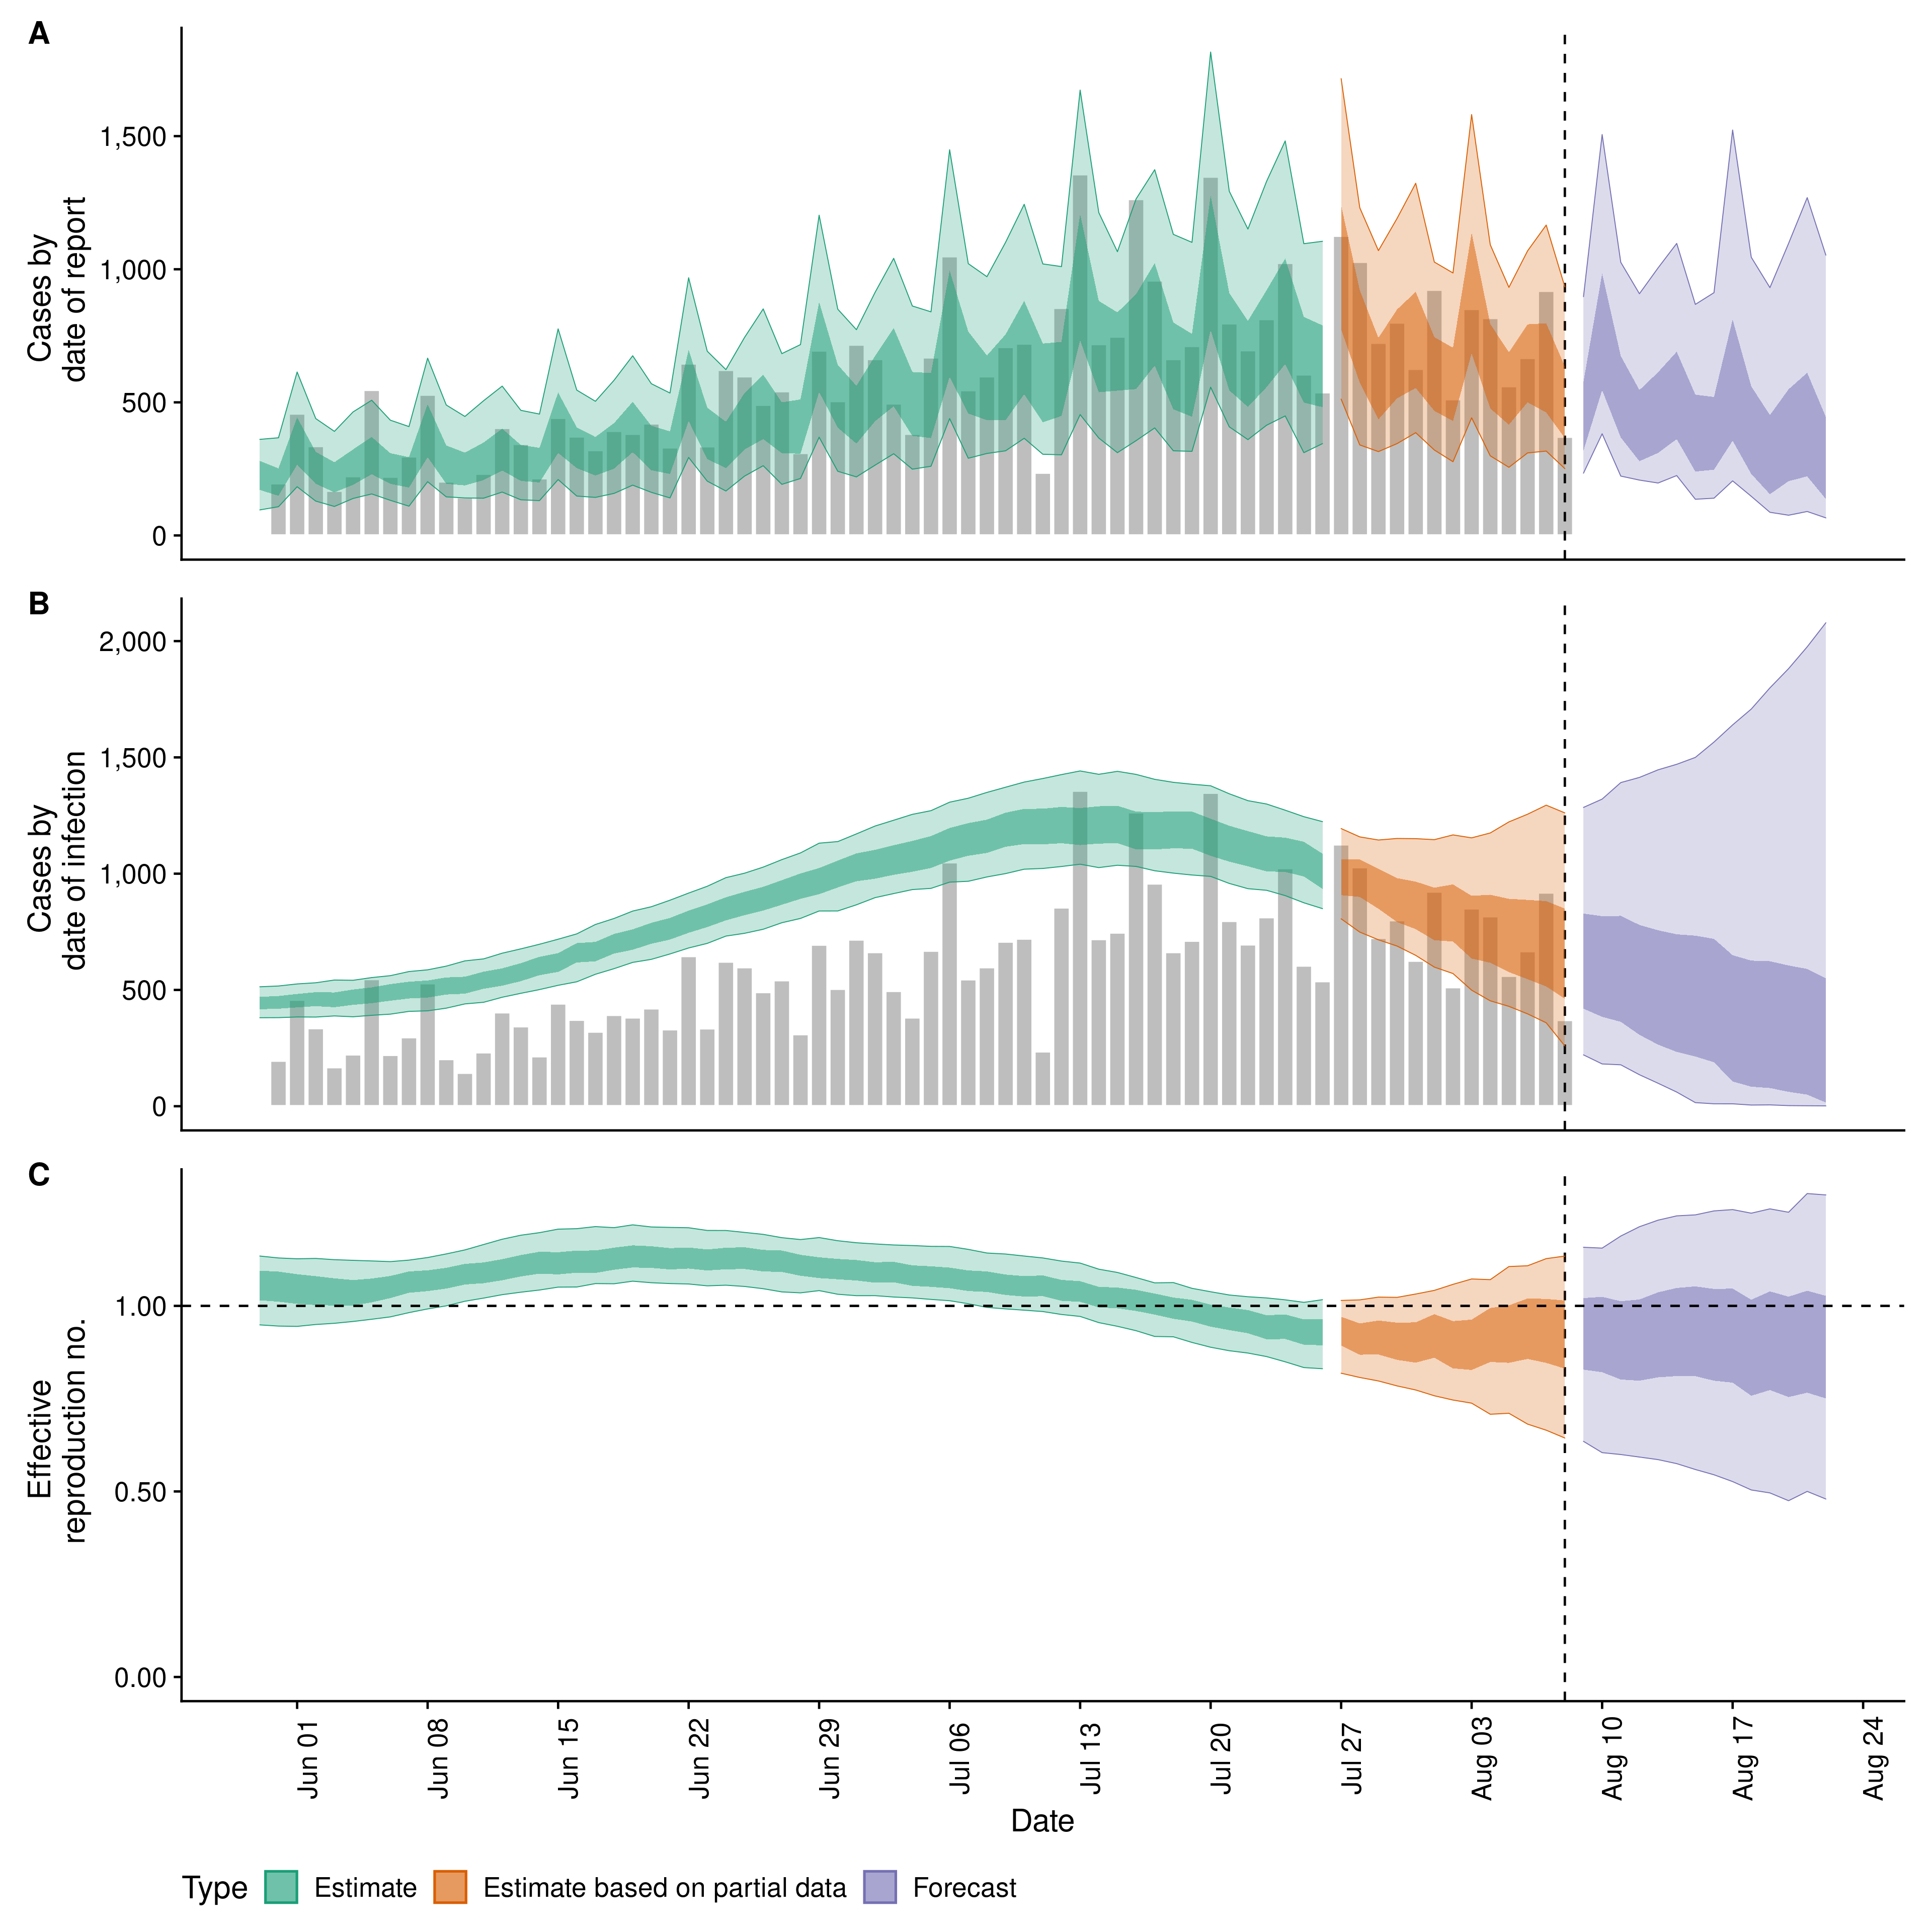 A
Cases by
date of report
1,500
1,000
500
0
B
Cases by
date of infection
2,000
1,500
1,000
500
0
C
Effective
reproduction no.
1.00
0.50
0.00
Jun 01
Jun 08
Jun 15
Jun 22
Jun 29
Jul 06
Jul 13
Jul 20
Jul 27
Aug 03
Aug 10
Aug 17
Aug 24
Date
Type Estimate Estimate based on partial data Forecast